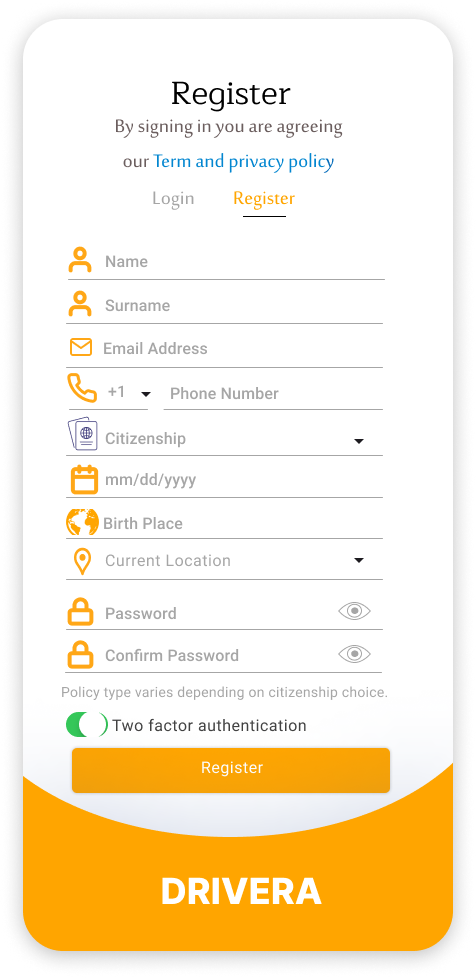 Register
By signing in you are agreeing
our Term and privacy policy
Login Register
Name
Surname
Email Address
+1 Phone Number
Citizenship
mm/dd/yyyy
Birth Place
Current Location
Password
Confirm Password
Policy type varies depending on citizenship choice.
Two factor authentication
Register
DRIVERA